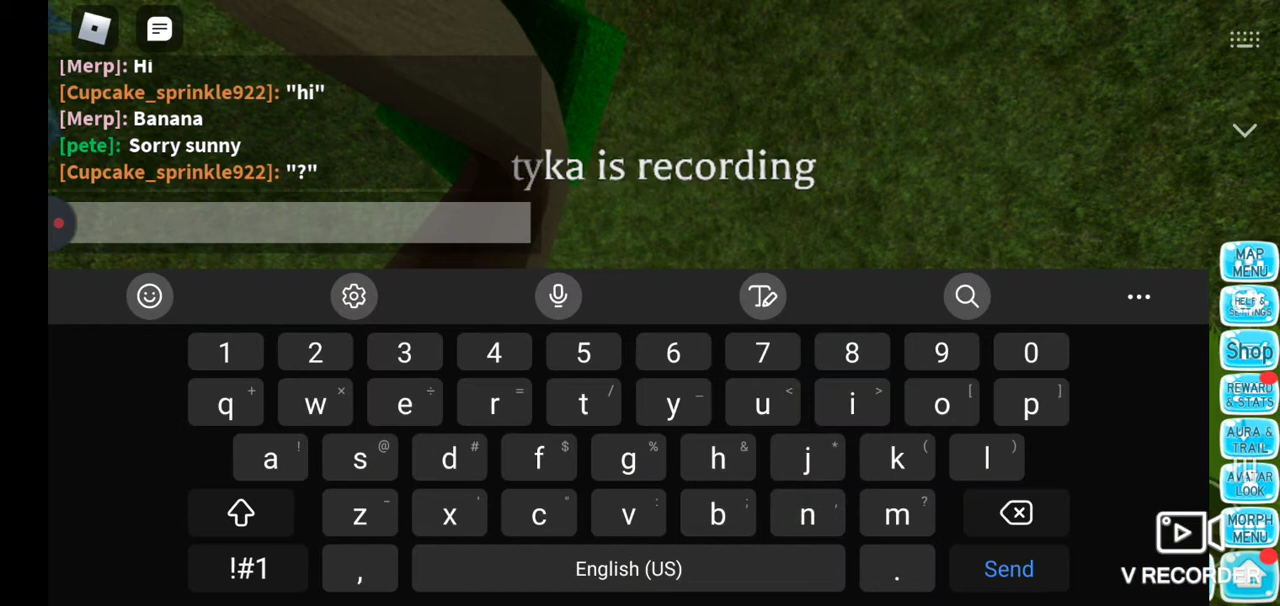 [Merp]: Hi
[Cupcake_sprinkle922]: "hi"
[Merp]: Banana
[pete]: Sorry sunny
[Cupcake_sprinkle922]: "?"
tyka is recording
MAP
MENU
HELP &
SETTINGS
Shop
REWARD
& STATS
AURA &
TRAIL
AVATAR
LOOK
MORPH
MENU
V RECORDER
1 2 3 4 5 6 7 8 9 0
q + w × e ÷ r = t / y _ u < i > o [ p ]
a ! s @ d # f $ g % h & j * k ( l )
z - x ' c " v : b ; n , m ?
!#1 , English (US) . Send